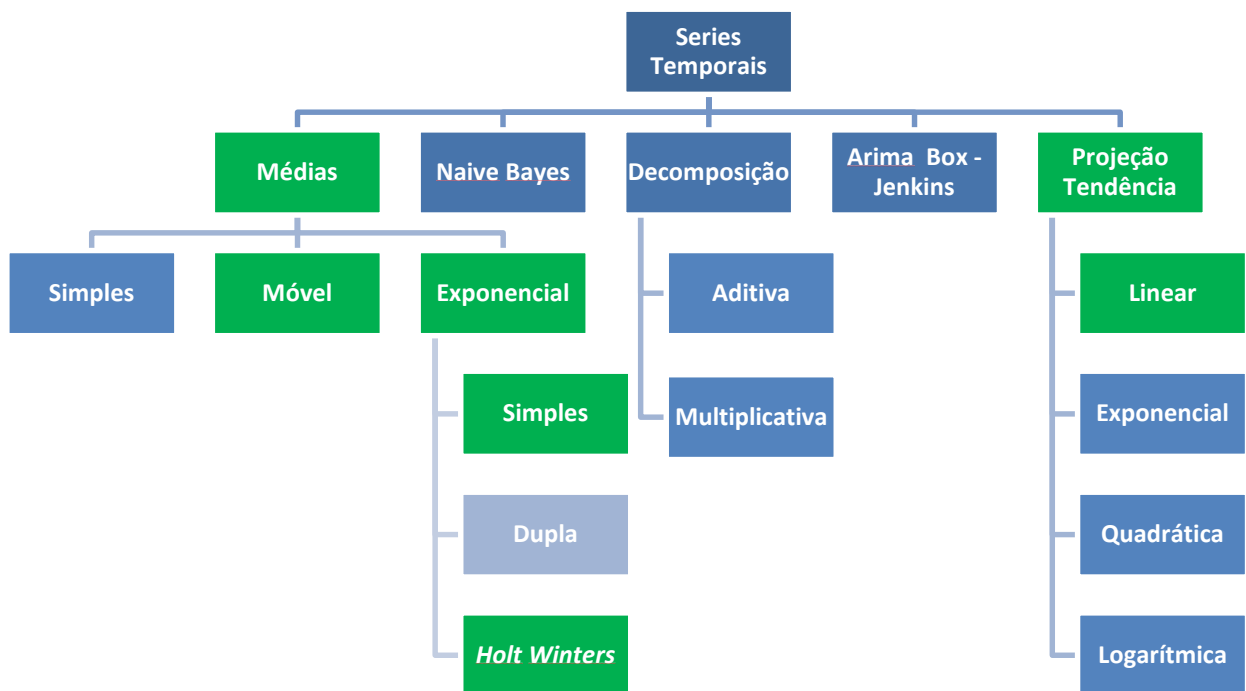 Series
Temporais
Médias
Naive Bayes
Decomposição
Arima Box -
Jenkins
Projeção
Tendência
Simples
Móvel
Exponencial
Aditiva
Linear
Simples
Multiplicativa
Exponencial
Dupla
Quadrática
Holt Winters
Logarítmica